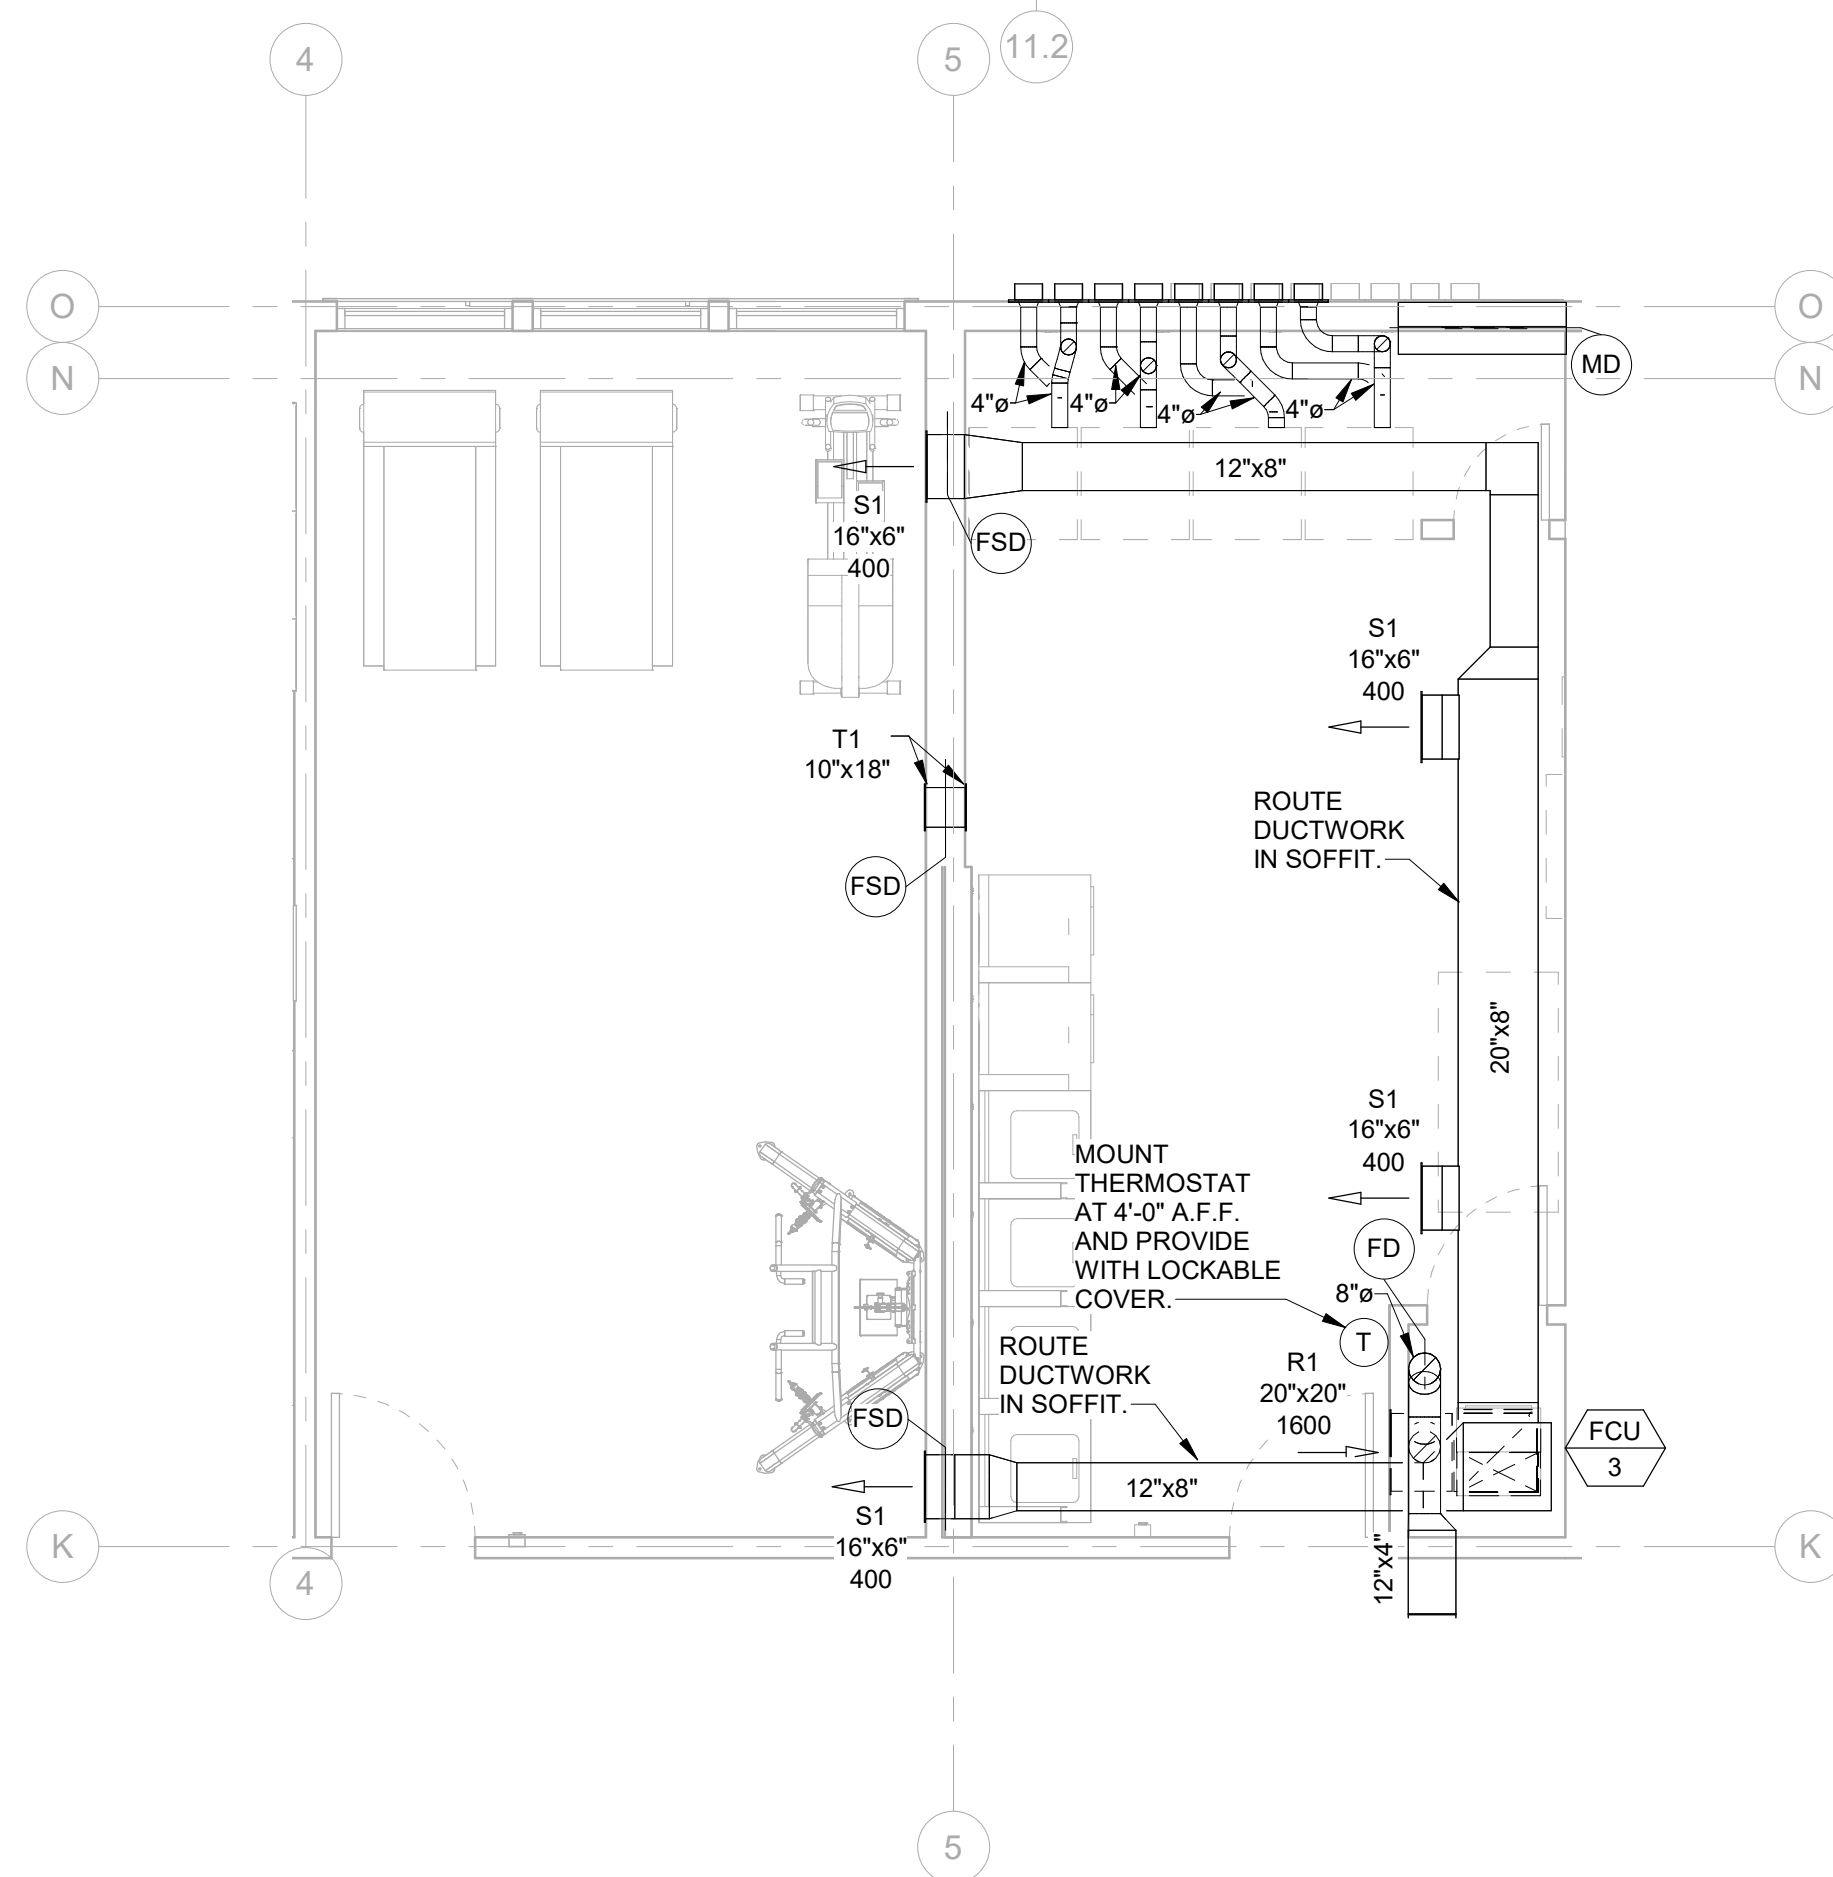 4
5
11.2
O
O
N
N
MD
4"ø
4"ø
4"ø
4"ø
12"x8"
S1
16"x6"
400
FSD
S1
16"x6"
400
T1
10"x18"
ROUTE
DUCTWORK
IN SOFFIT.
FSD
20"x8"
S1
16"x6"
400
MOUNT
THERMOSTAT
AT 4'-0" A.F.F.
AND PROVIDE
WITH LOCKABLE
COVER.
FD
8"ø
T
ROUTE
DUCTWORK
IN SOFFIT.
R1
20"x20"
1600
FSD
FCU
3
12"x8"
S1
16"x6"
400
12"x4"
K
K
4
5